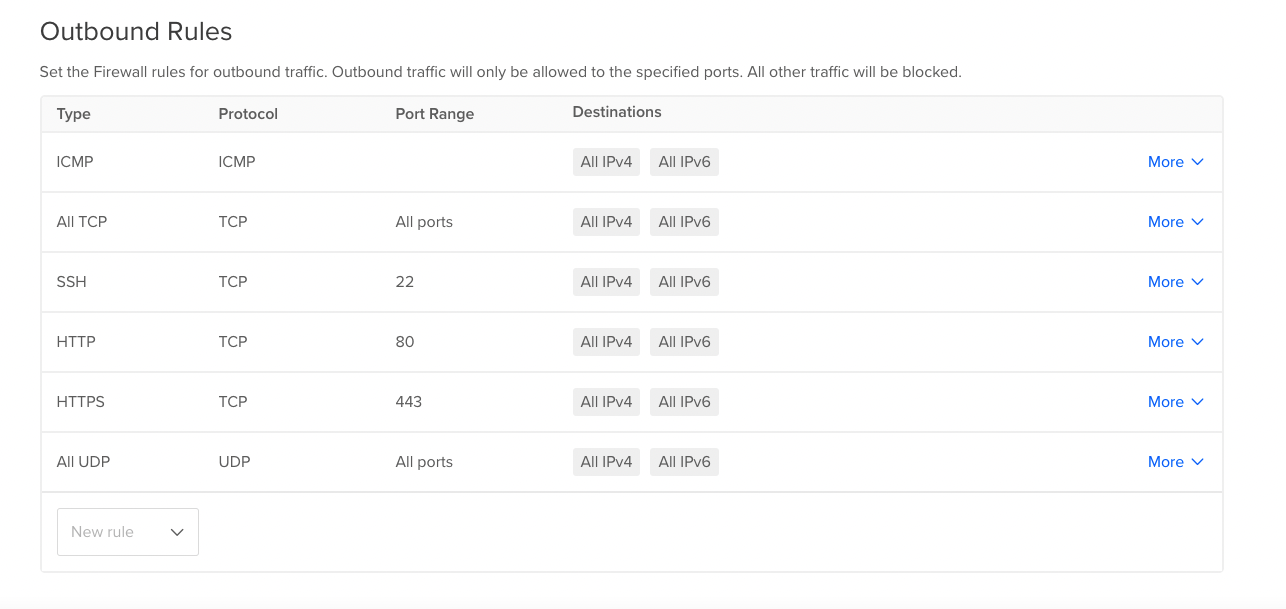 Outbound Rules
Set the Firewall rules for outbound traffic. Outbound traffic will only be allowed to the specified ports. All other traffic will be blocked.
Type Protocol Port Range Destinations
ICMP ICMP All IPv4 All IPv6 More
All TCP TCP All ports All IPv4 All IPv6 More
SSH TCP 22 All IPv4 All IPv6 More
HTTP TCP 80 All IPv4 All IPv6 More
HTTPS TCP 443 All IPv4 All IPv6 More
All UDP UDP All ports All IPv4 All IPv6 More
New rule